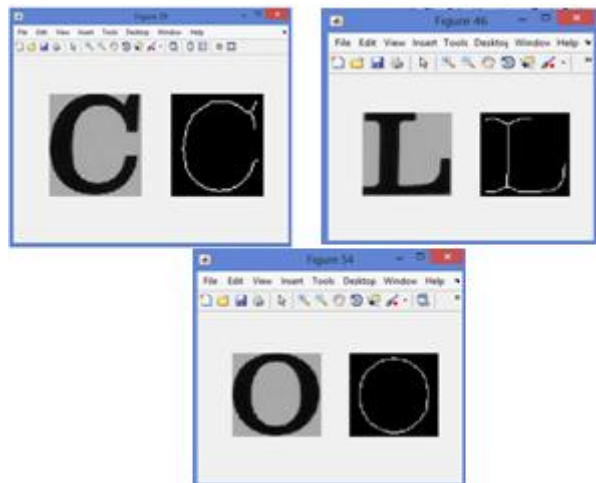 Figure 39
File Edit View Insert Tools Desktop Window Help
C C
Figure 46
File Edit View Insert Tools Desktop Window Help
L L
Figure 54
File Edit View Insert Tools Desktop Window Help
O O